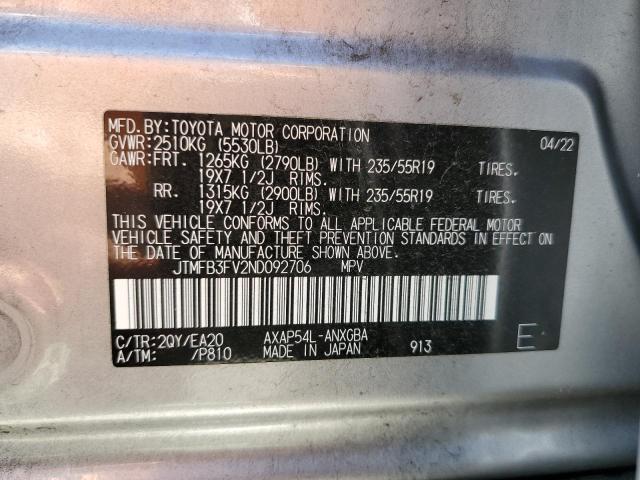 MFD.BY:TOYOTA MOTOR CORPORATION 04/22
GVWR:2510KG (5530LB)
GAWR:FRT. 1265KG (2790LB) WITH 235/55R19 TIRES.
19X7 1/2J RIMS.
RR. 1315KG (2900LB) WITH 235/55R19 TIRES.
19X7 1/2J RIMS.
THIS VEHICLE CONFORMS TO ALL APPLICABLE FEDERAL MOTOR
VEHICLE SAFETY AND THEFT PREVENTION STANDARDS IN EFFECT ON
THE DATE OF MANUFACTURE SHOWN ABOVE.
JTMFB3FV2ND092706 MPV
C/TR:2QY/EA20 AXAP54L-ANXGBA
A/TM: /P810 MADE IN JAPAN 913 E